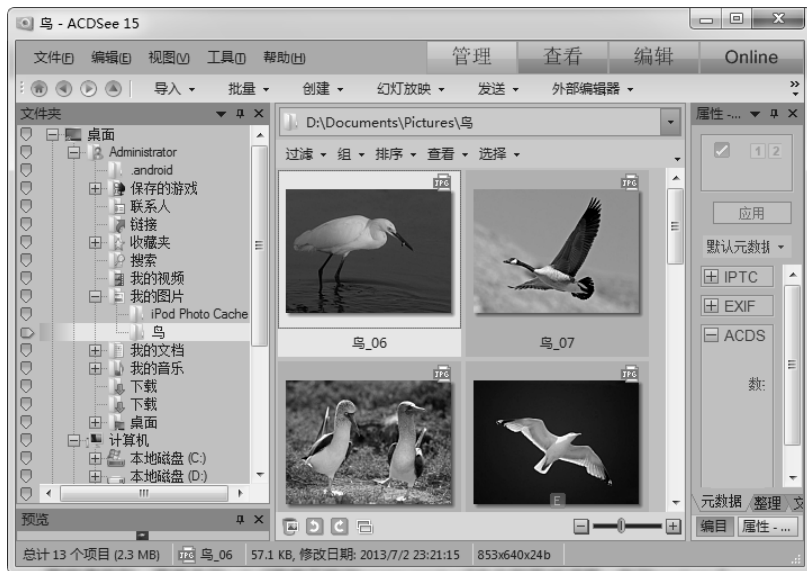 鸟 - ACDSee 15
文件(F) 编辑(E) 视图(V) 工具(T) 帮助(H) 管理 查看 编辑 Online
导入 批量 创建 幻灯放映 发送 外部编辑器
文件夹
桌面
Administrator
.android
保存的游戏
联系人
链接
收藏夹
搜索
我的视频
我的图片
iPod Photo Cache
鸟
我的文档
我的音乐
下载
下载
桌面
计算机
本地磁盘 (C:)
本地磁盘 (D:)
预览
D:\Documents\Pictures\鸟
过滤 组 排序 查看 选择
JPG
JPG
鸟_06
鸟_07
JPG
JPG
E
属性 -...
1 2
应用
默认元数据
IPTC
EXIF
ACDS
数:
元数据 整理 文
编目 属性 - ...
总计 13 个项目 (2.3 MB) JPG 鸟_06 57.1 KB, 修改日期: 2013/7/2 23:21:15 853x640x24b